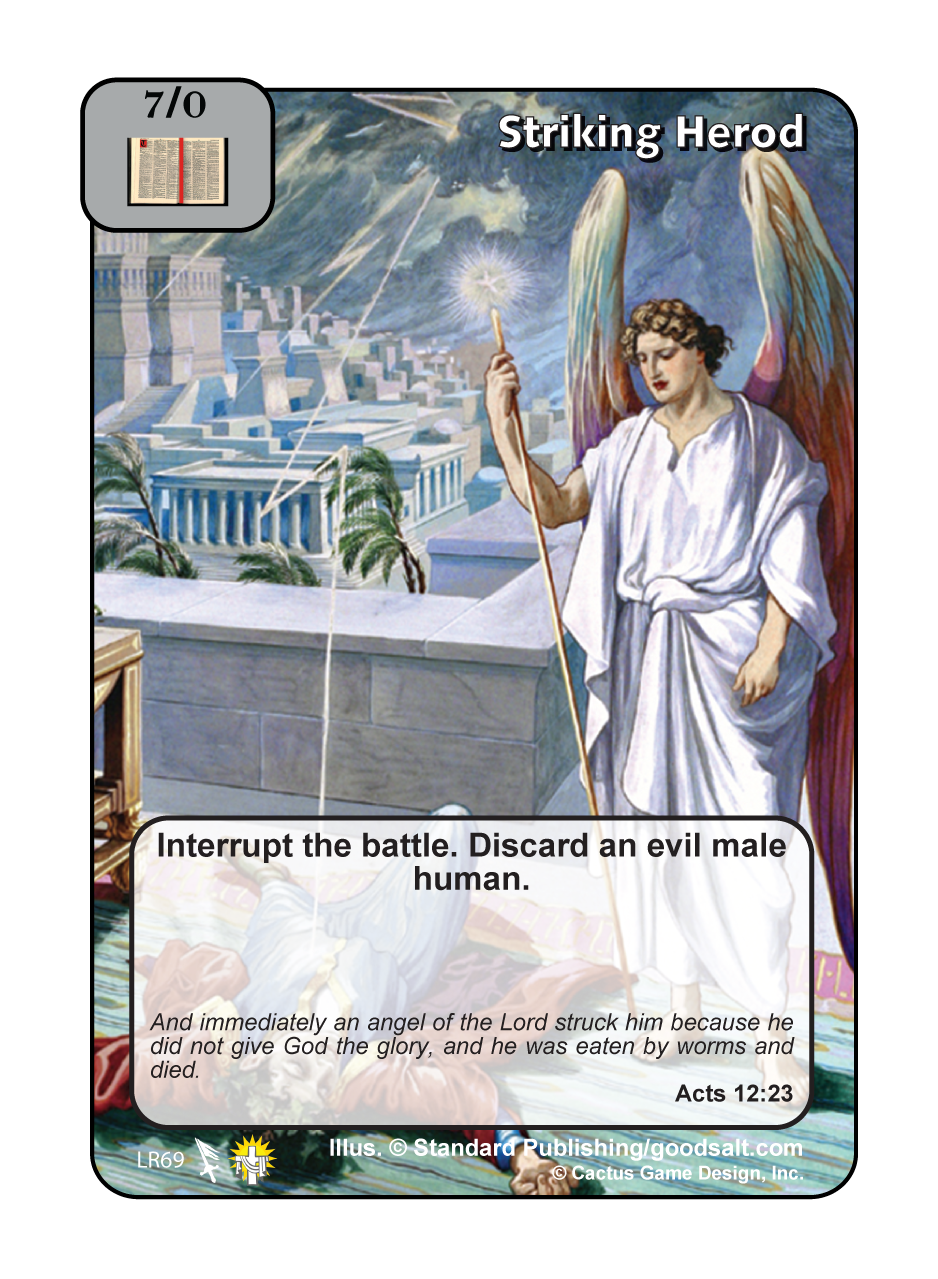 7/0
Striking Herod
Interrupt the battle. Discard an evil male
human.
And immediately an angel of the Lord struck him because he
did not give God the glory, and he was eaten by worms and
died.
Acts 12:23
LR69
Illus. © Standard Publishing/goodsalt.com
© Cactus Game Design, Inc.